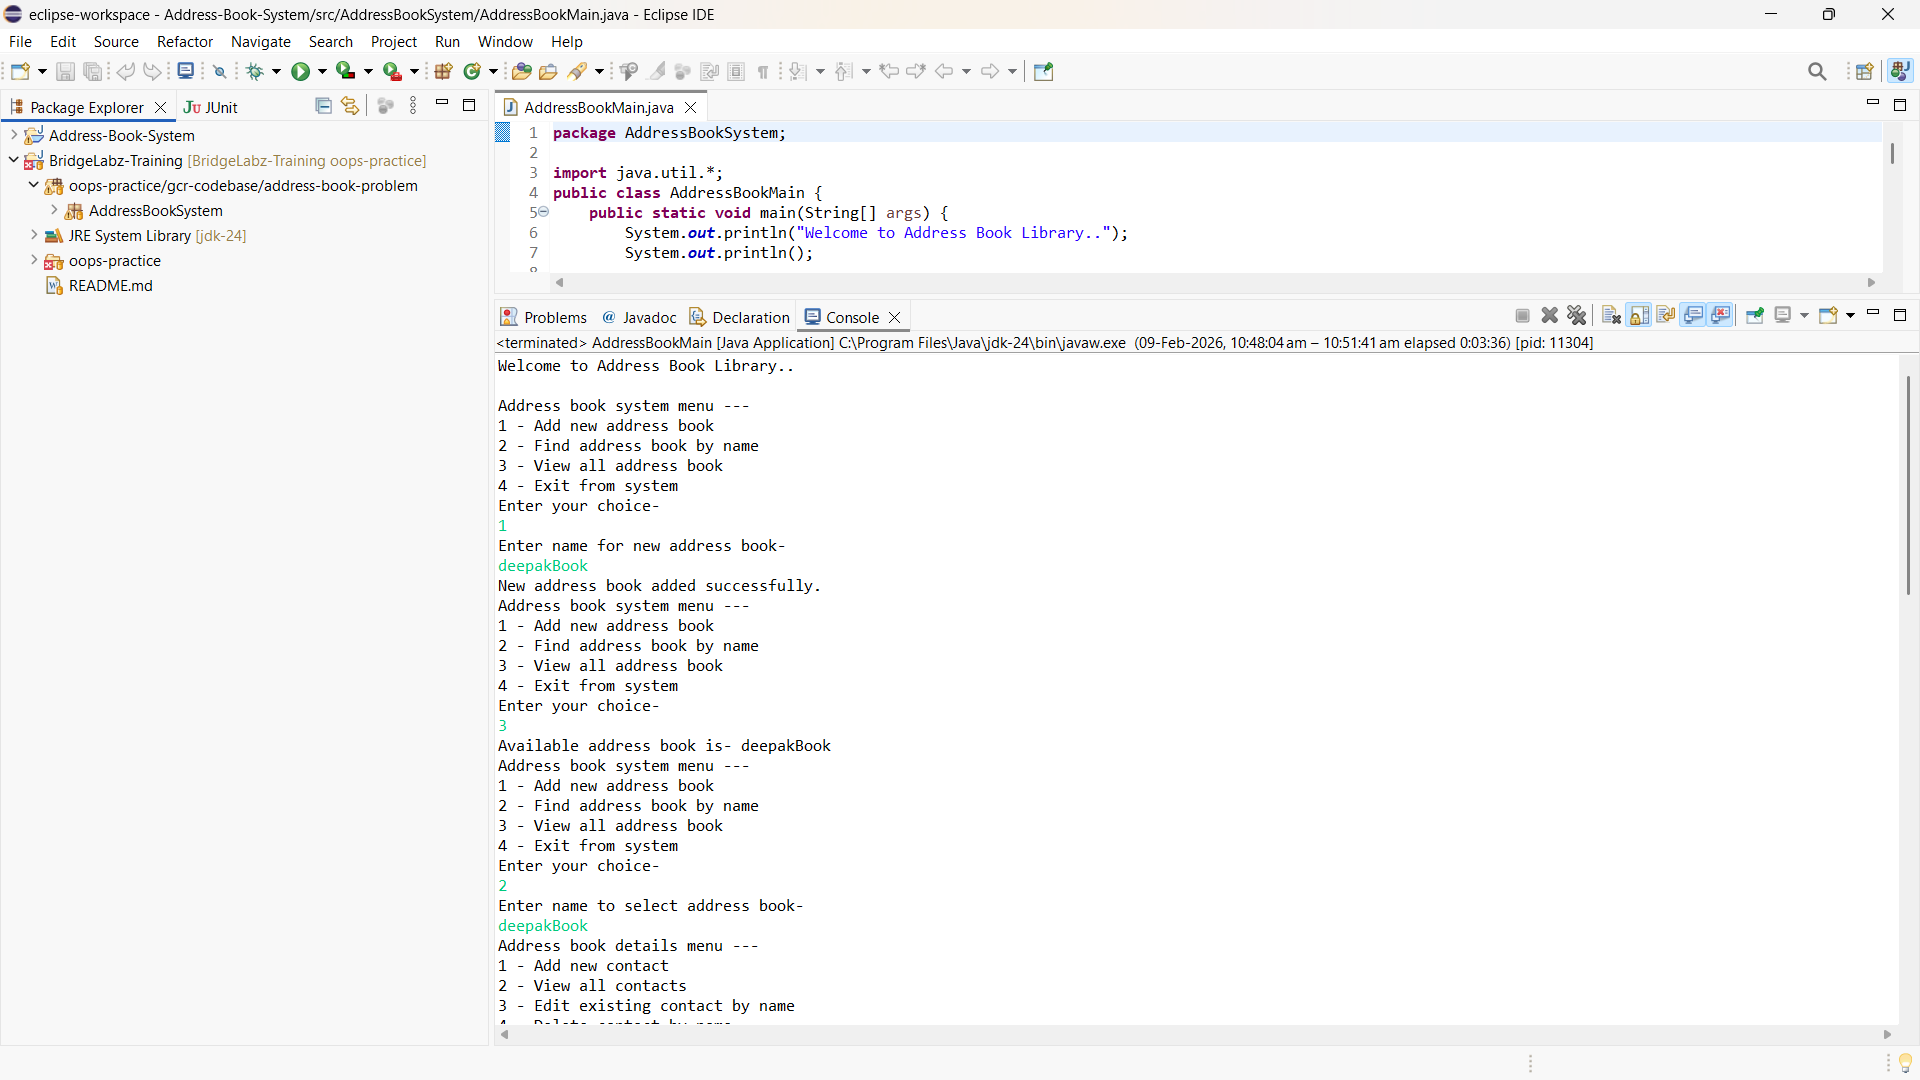 eclipse-workspace - Address-Book-System/src/AddressBookSystem/AddressBookMain.java - Eclipse IDE
File Edit Source Refactor Navigate Search Project Run Window Help
Package Explorer JUnit
Address-Book-System
BridgeLabz-Training [BridgeLabz-Training oops-practice]
oops-practice/gcr-codebase/address-book-problem
AddressBookSystem
JRE System Library [jdk-24]
oops-practice
README.md
AddressBookMain.java
1 package AddressBookSystem;
2
3 import java.util.*;
4 public class AddressBookMain {
5 public static void main(String[] args) {
6 System.out.println("Welcome to Address Book Library..");
7 System.out.println();
8
Problems @ Javadoc Declaration Console
<terminated> AddressBookMain [Java Application] C:\Program Files\Java\jdk-24\bin\javaw.exe (09-Feb-2026, 10:48:04 am – 10:51:41 am elapsed 0:03:36) [pid: 11304]
Welcome to Address Book Library..
Address book system menu ---
1 - Add new address book
2 - Find address book by name
3 - View all address book
4 - Exit from system
Enter your choice-
1
Enter name for new address book-
deepakBook
New address book added successfully.
Address book system menu ---
1 - Add new address book
2 - Find address book by name
3 - View all address book
4 - Exit from system
Enter your choice-
3
Available address book is- deepakBook
Address book system menu ---
1 - Add new address book
2 - Find address book by name
3 - View all address book
4 - Exit from system
Enter your choice-
2
Enter name to select address book-
deepakBook
Address book details menu ---
1 - Add new contact
2 - View all contacts
3 - Edit existing contact by name
4 - Delete contact by name